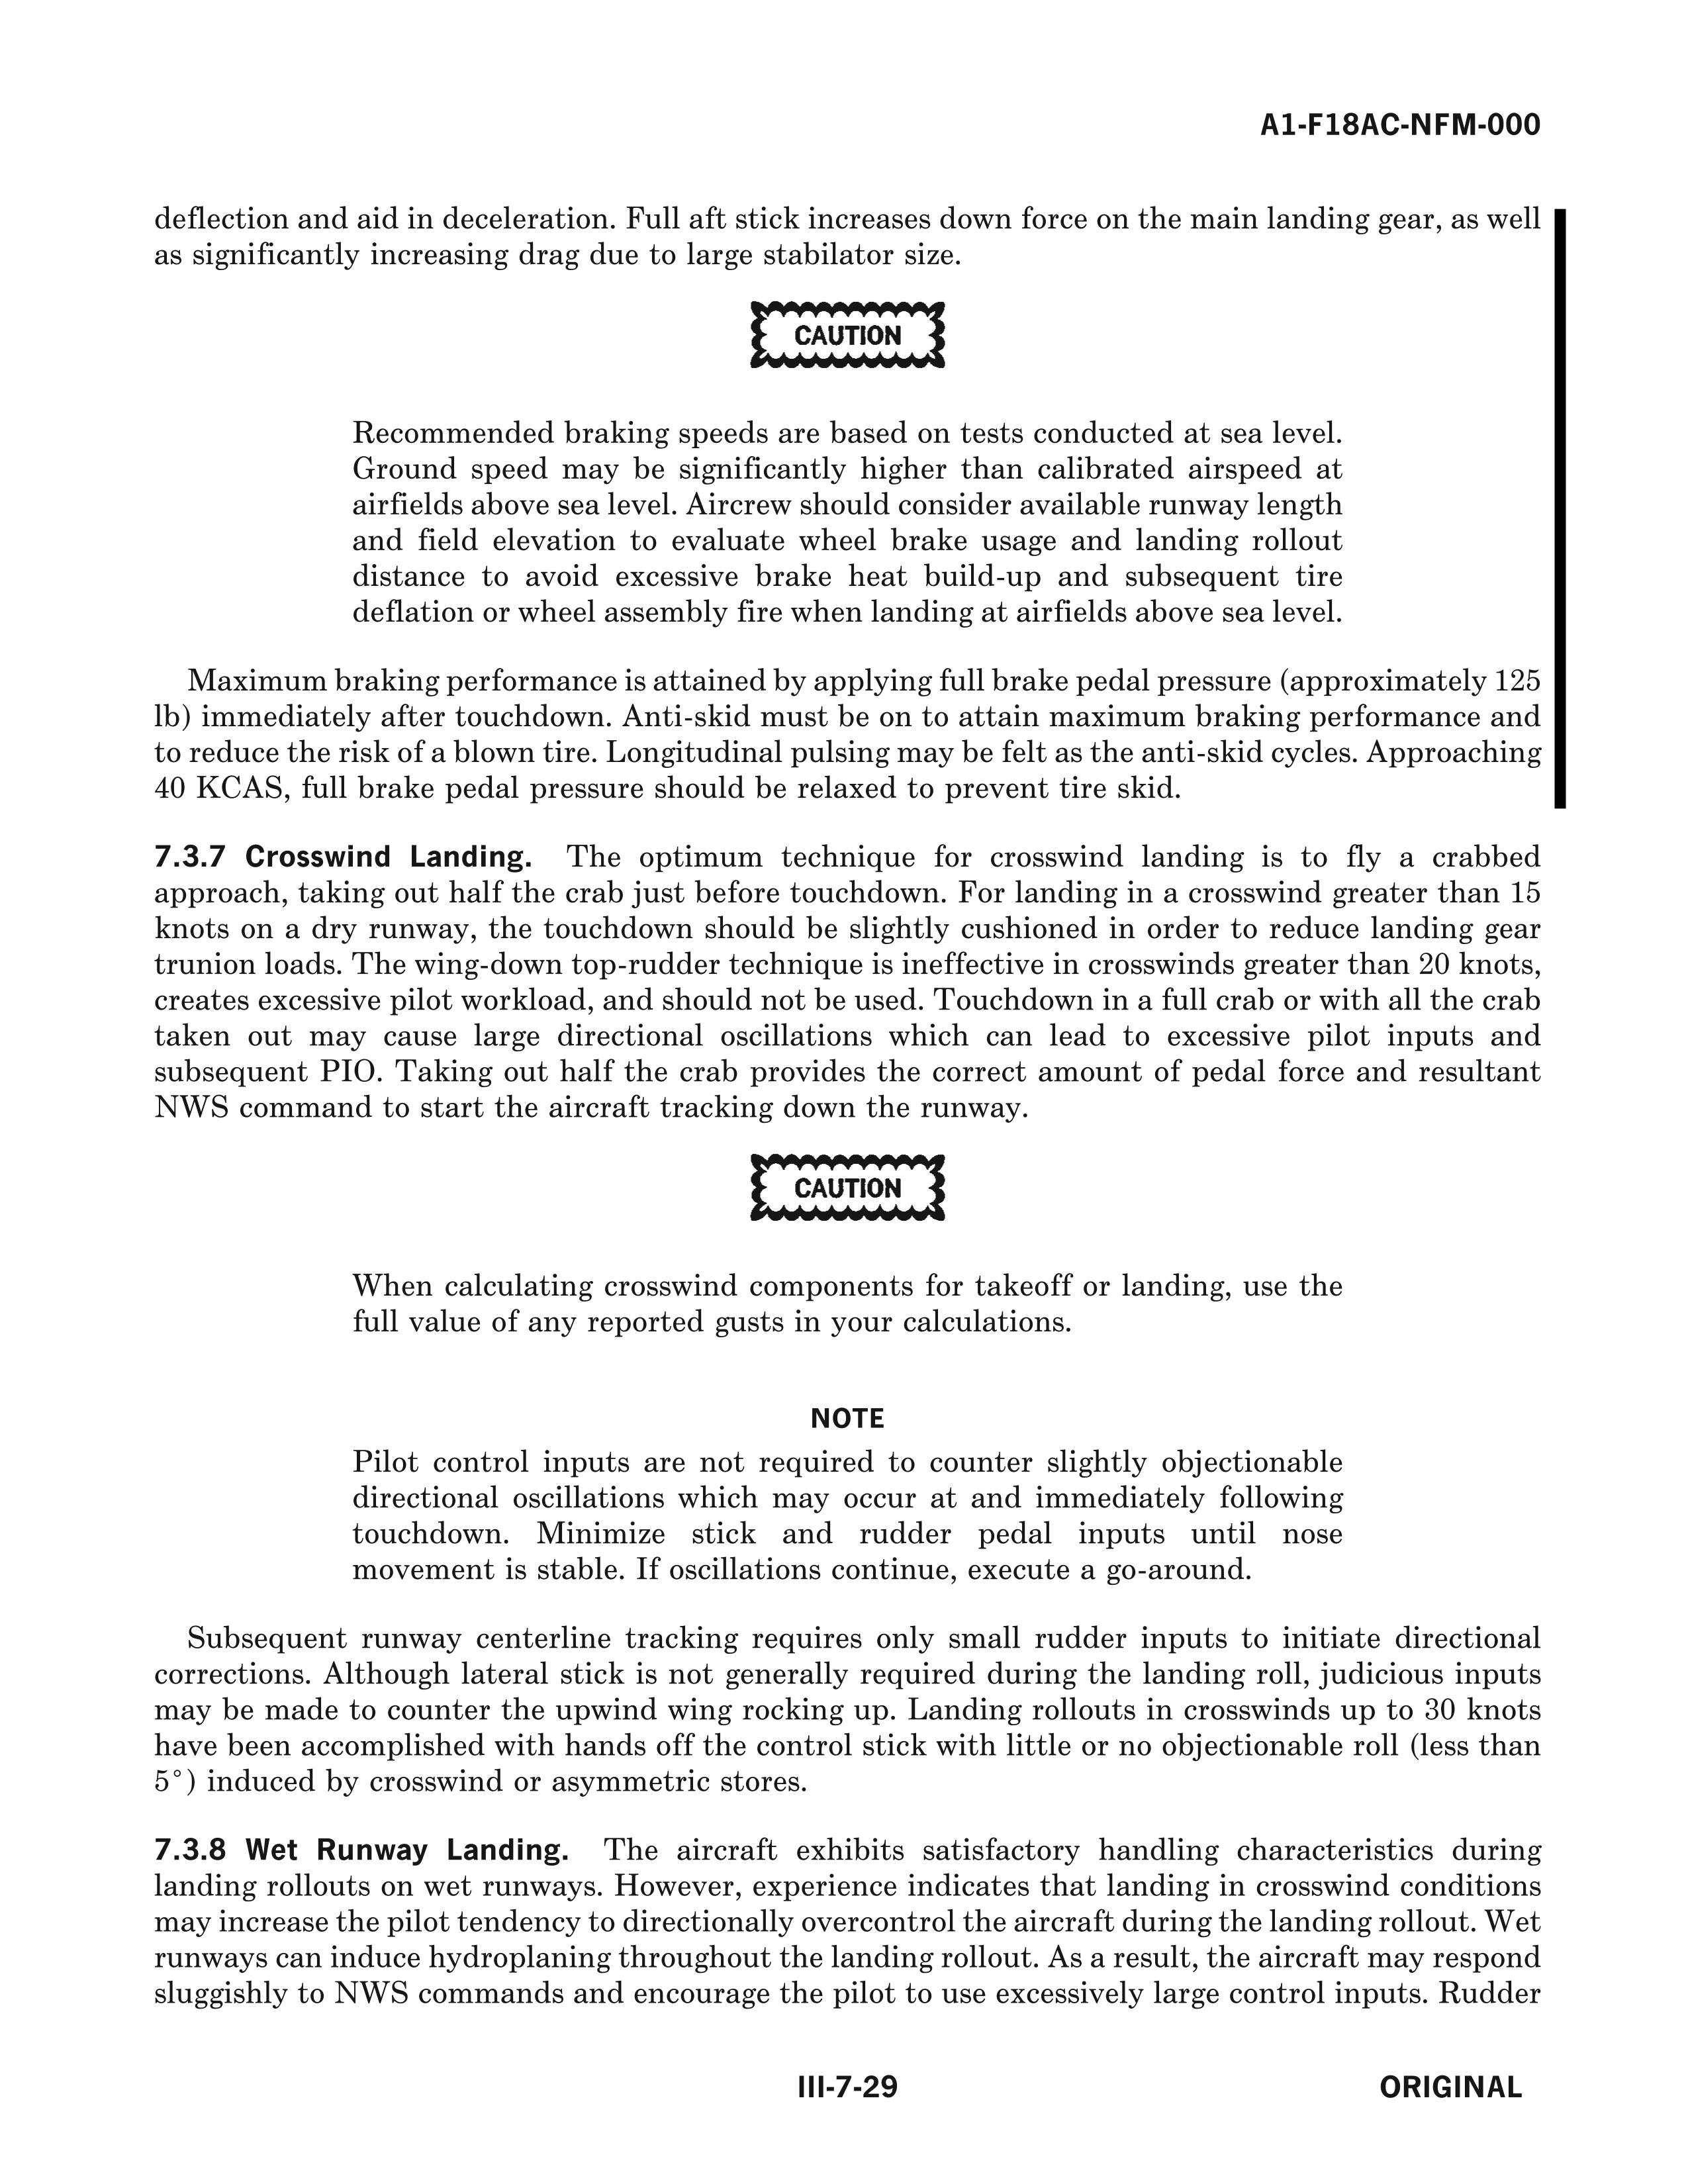 A1-F18AC-NFM-000
deflection and aid in deceleration. Full aft stick increases down force on the main landing gear, as well
as significantly increasing drag due to large stabilator size.
CAUTION
Recommended braking speeds are based on tests conducted at sea level.
Ground speed may be significantly higher than calibrated airspeed at
airfields above sea level. Aircrew should consider available runway length
and field elevation to evaluate wheel brake usage and landing rollout
distance to avoid excessive brake heat build-up and subsequent tire
deflation or wheel assembly fire when landing at airfields above sea level.
Maximum braking performance is attained by applying full brake pedal pressure (approximately 125
lb) immediately after touchdown. Anti-skid must be on to attain maximum braking performance and
to reduce the risk of a blown tire. Longitudinal pulsing may be felt as the anti-skid cycles. Approaching
40 KCAS, full brake pedal pressure should be relaxed to prevent tire skid.
7.3.7 Crosswind Landing. The optimum technique for crosswind landing is to fly a crabbed
approach, taking out half the crab just before touchdown. For landing in a crosswind greater than 15
knots on a dry runway, the touchdown should be slightly cushioned in order to reduce landing gear
trunion loads. The wing-down top-rudder technique is ineffective in crosswinds greater than 20 knots,
creates excessive pilot workload, and should not be used. Touchdown in a full crab or with all the crab
taken out may cause large directional oscillations which can lead to excessive pilot inputs and
subsequent PIO. Taking out half the crab provides the correct amount of pedal force and resultant
NWS command to start the aircraft tracking down the runway.
CAUTION
When calculating crosswind components for takeoff or landing, use the
full value of any reported gusts in your calculations.
NOTE
Pilot control inputs are not required to counter slightly objectionable
directional oscillations which may occur at and immediately following
touchdown. Minimize stick and rudder pedal inputs until nose
movement is stable. If oscillations continue, execute a go-around.
Subsequent runway centerline tracking requires only small rudder inputs to initiate directional
corrections. Although lateral stick is not generally required during the landing roll, judicious inputs
may be made to counter the upwind wing rocking up. Landing rollouts in crosswinds up to 30 knots
have been accomplished with hands off the control stick with little or no objectionable roll (less than
5°) induced by crosswind or asymmetric stores.
7.3.8 Wet Runway Landing. The aircraft exhibits satisfactory handling characteristics during
landing rollouts on wet runways. However, experience indicates that landing in crosswind conditions
may increase the pilot tendency to directionally overcontrol the aircraft during the landing rollout. Wet
runways can induce hydroplaning throughout the landing rollout. As a result, the aircraft may respond
sluggishly to NWS commands and encourage the pilot to use excessively large control inputs. Rudder
III-7-29
ORIGINAL